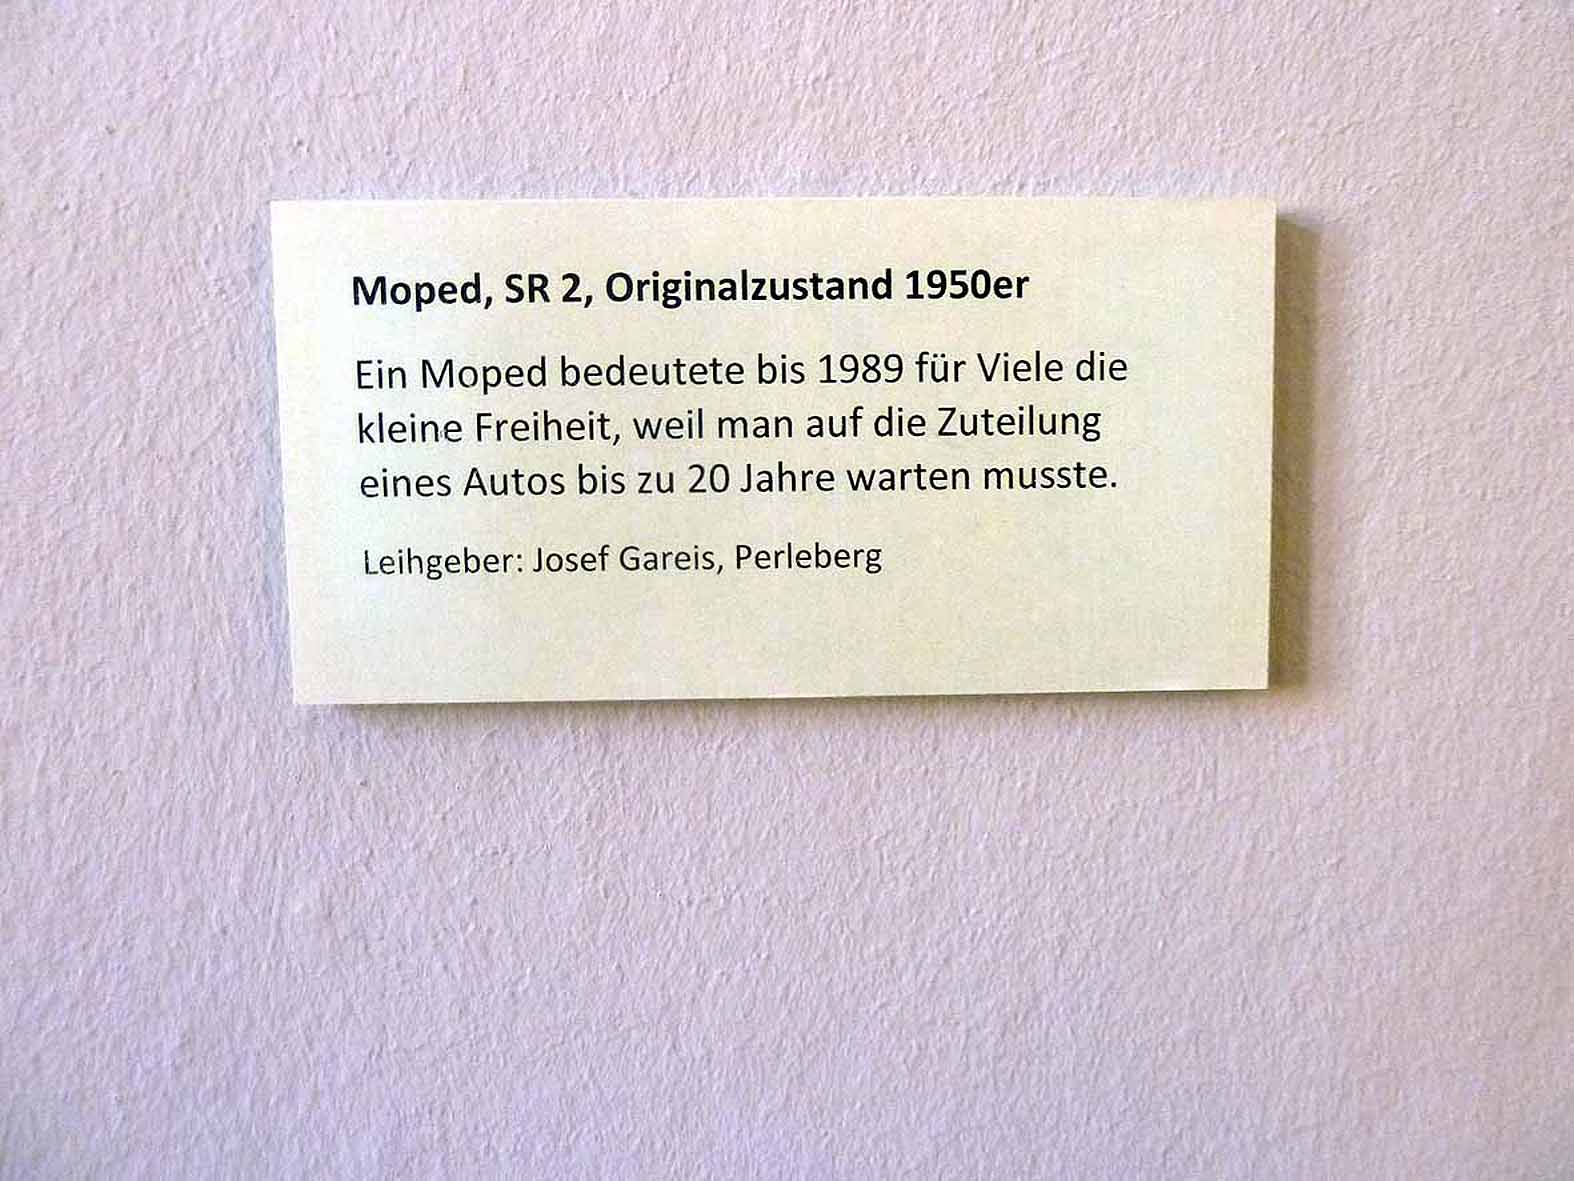 Moped, SR 2, Originalzustand 1950er
Ein Moped bedeutete bis 1989 für Viele die
kleine Freiheit, weil man auf die Zuteilung
eines Autos bis zu 20 Jahre warten musste.
Leihgeber: Josef Gareis, Perleberg